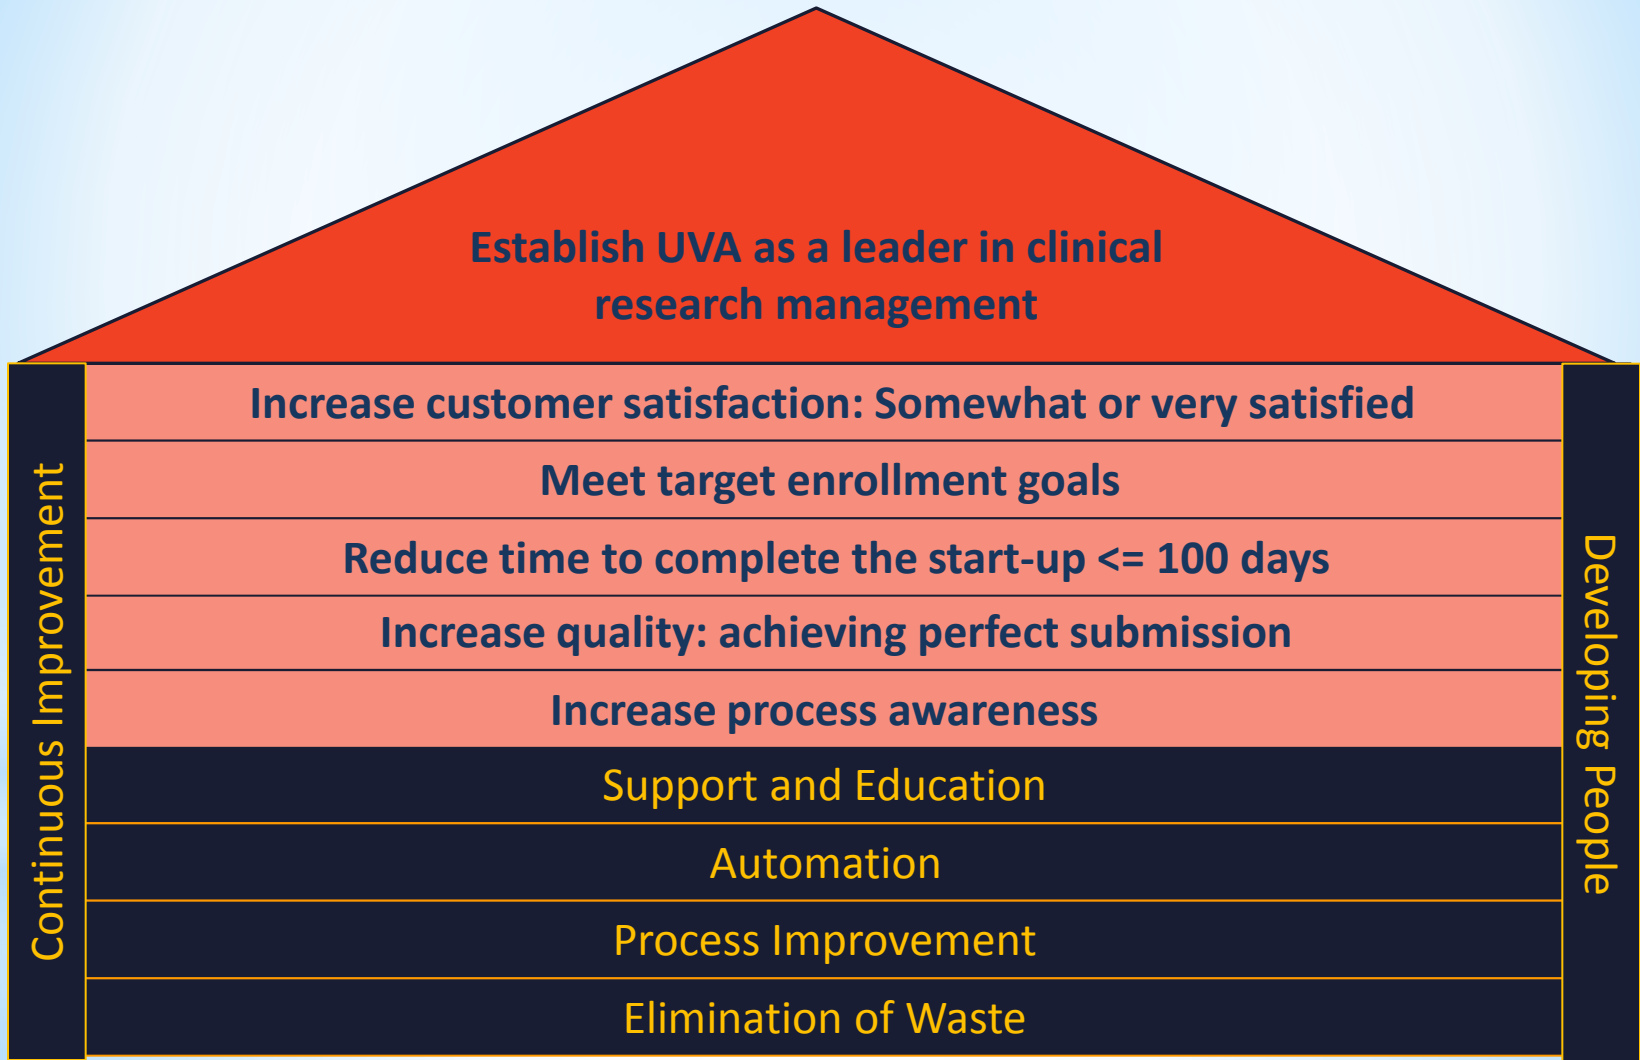 Establish UVA as a leader in clinical
research management
Increase customer satisfaction: Somewhat or very satisfied
Meet target enrollment goals
Reduce time to complete the start-up <= 100 days
Increase quality: achieving perfect submission
Increase process awareness
Support and Education
Automation
Process Improvement
Elimination of Waste
Continuous Improvement
Developing People